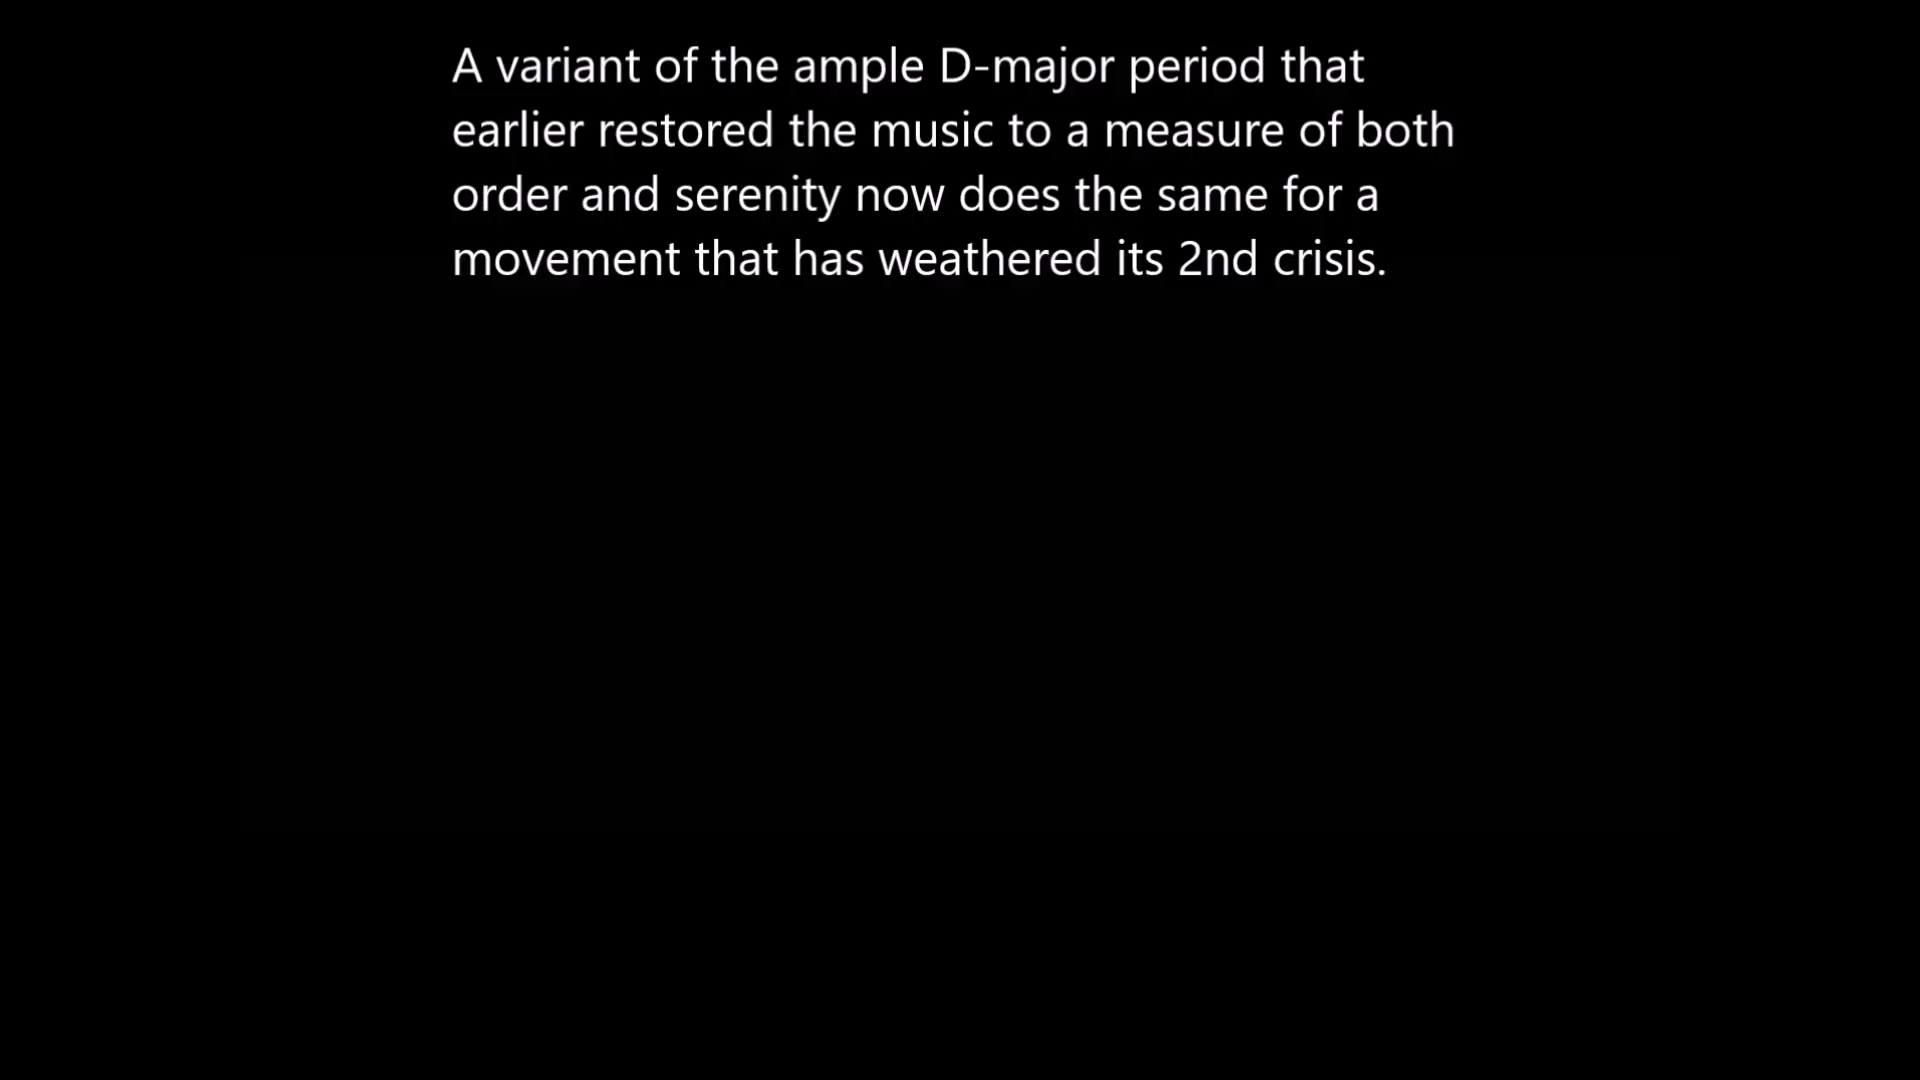 A variant of the ample D-major period that
earlier restored the music to a measure of both
order and serenity now does the same for a
movement that has weathered its 2nd crisis.